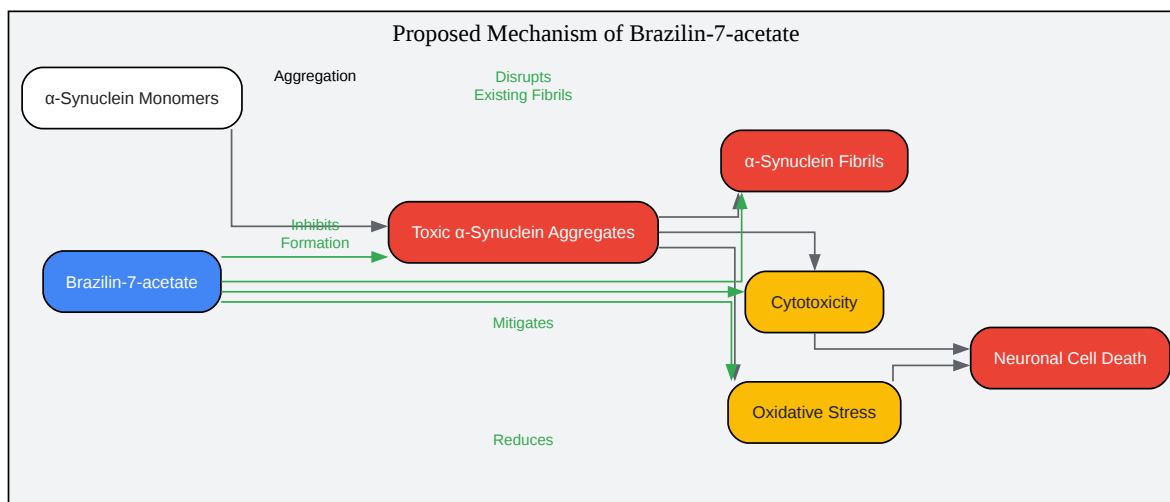 Proposed Mechanism of Brazilin-7-acetate
Aggregation
Disrupts
Existing Fibrils
α-Synuclein Monomers
α-Synuclein Fibrils
Inhibits
Formation
Toxic α-Synuclein Aggregates
Brazilin-7-acetate
Cytotoxicity
Mitigates
Neuronal Cell Death
Oxidative Stress
Reduces